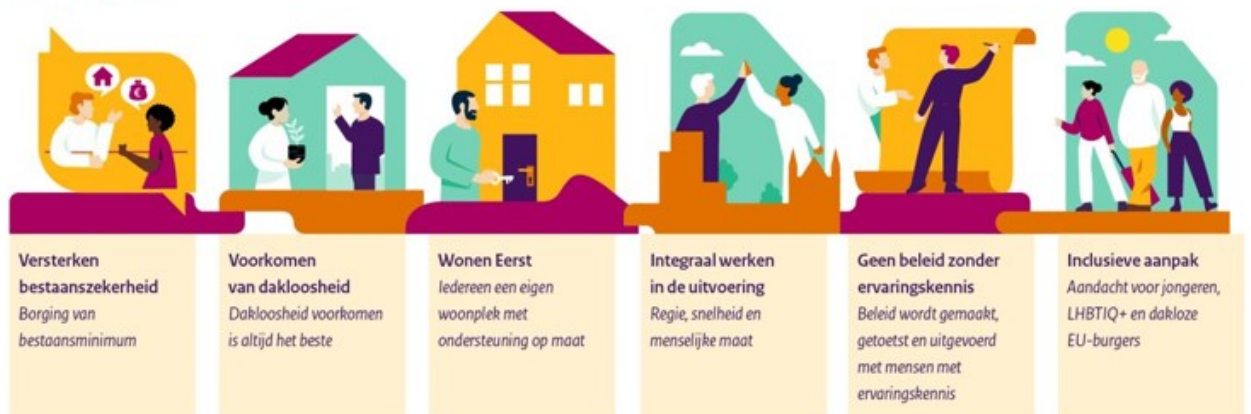 Versterken
bestaanszekerheid
Borging van
bestaansminimum
Voorkomen
van dakloosheid
Dakloosheid voorkomen
is altijd het beste
Wonen Eerst
Iedereen een eigen
woonplek met
ondersteuning op maat
Integraal werken
in de uitvoering
Regie, snelheid en
menselijke maat
Geen beleid zonder
ervaringskennis
Beleid wordt gemaakt,
getoetst en uitgevoerd
met mensen met
ervaringskennis
Inclusieve aanpak
Aandacht voor jongeren,
LHBTIQ+ en dakloze
EU-burgers